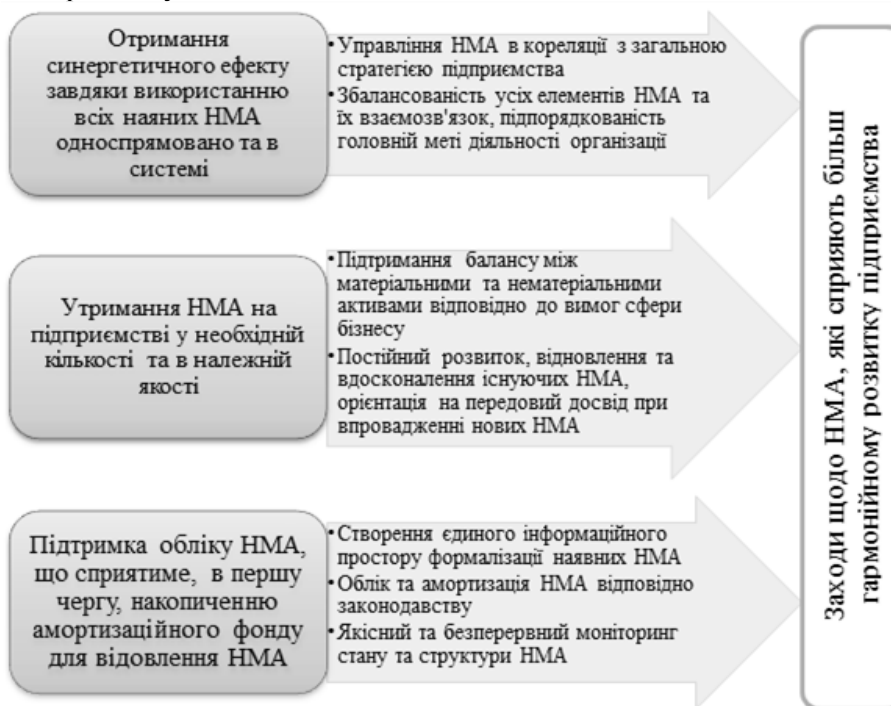 Отримання
синергетичного ефекту
завдяки використанню
всіх наяних НМА
односпрямовано та в
системі
•Управління НМА в кореляції з загальною
стратегією підприємства
•Збалансованість усіх елементів НМА та
їх взаємозв'язок, підпорядкованість
головній меті діяльності організації
Утримання НМА на
підприємстві у необхідній
кількості та в належній
якості
•Підтримання балансу між
матеріальними та нематеріальними
активами відповідно до вимог сфери
бізнесу
•Постійний розвиток, відновлення та
вдосконалення існуючих НМА,
орієнтація на передовий досвід при
впровадженні нових НМА
Підтримка обліку НМА,
що сприятиме, в першу
чергу, накопиченню
амортизаційного фонду
для відовлення НМА
•Створення єдиного інформаційного
простору формалізації наявних НМА
•Облік та амортизація НМА відповідно
законодавству
•Якісний та безперервний моніторинг
стану та структури НМА
Заходи щодо НМА, які сприяють більш
гармонійному розвитку підприємства